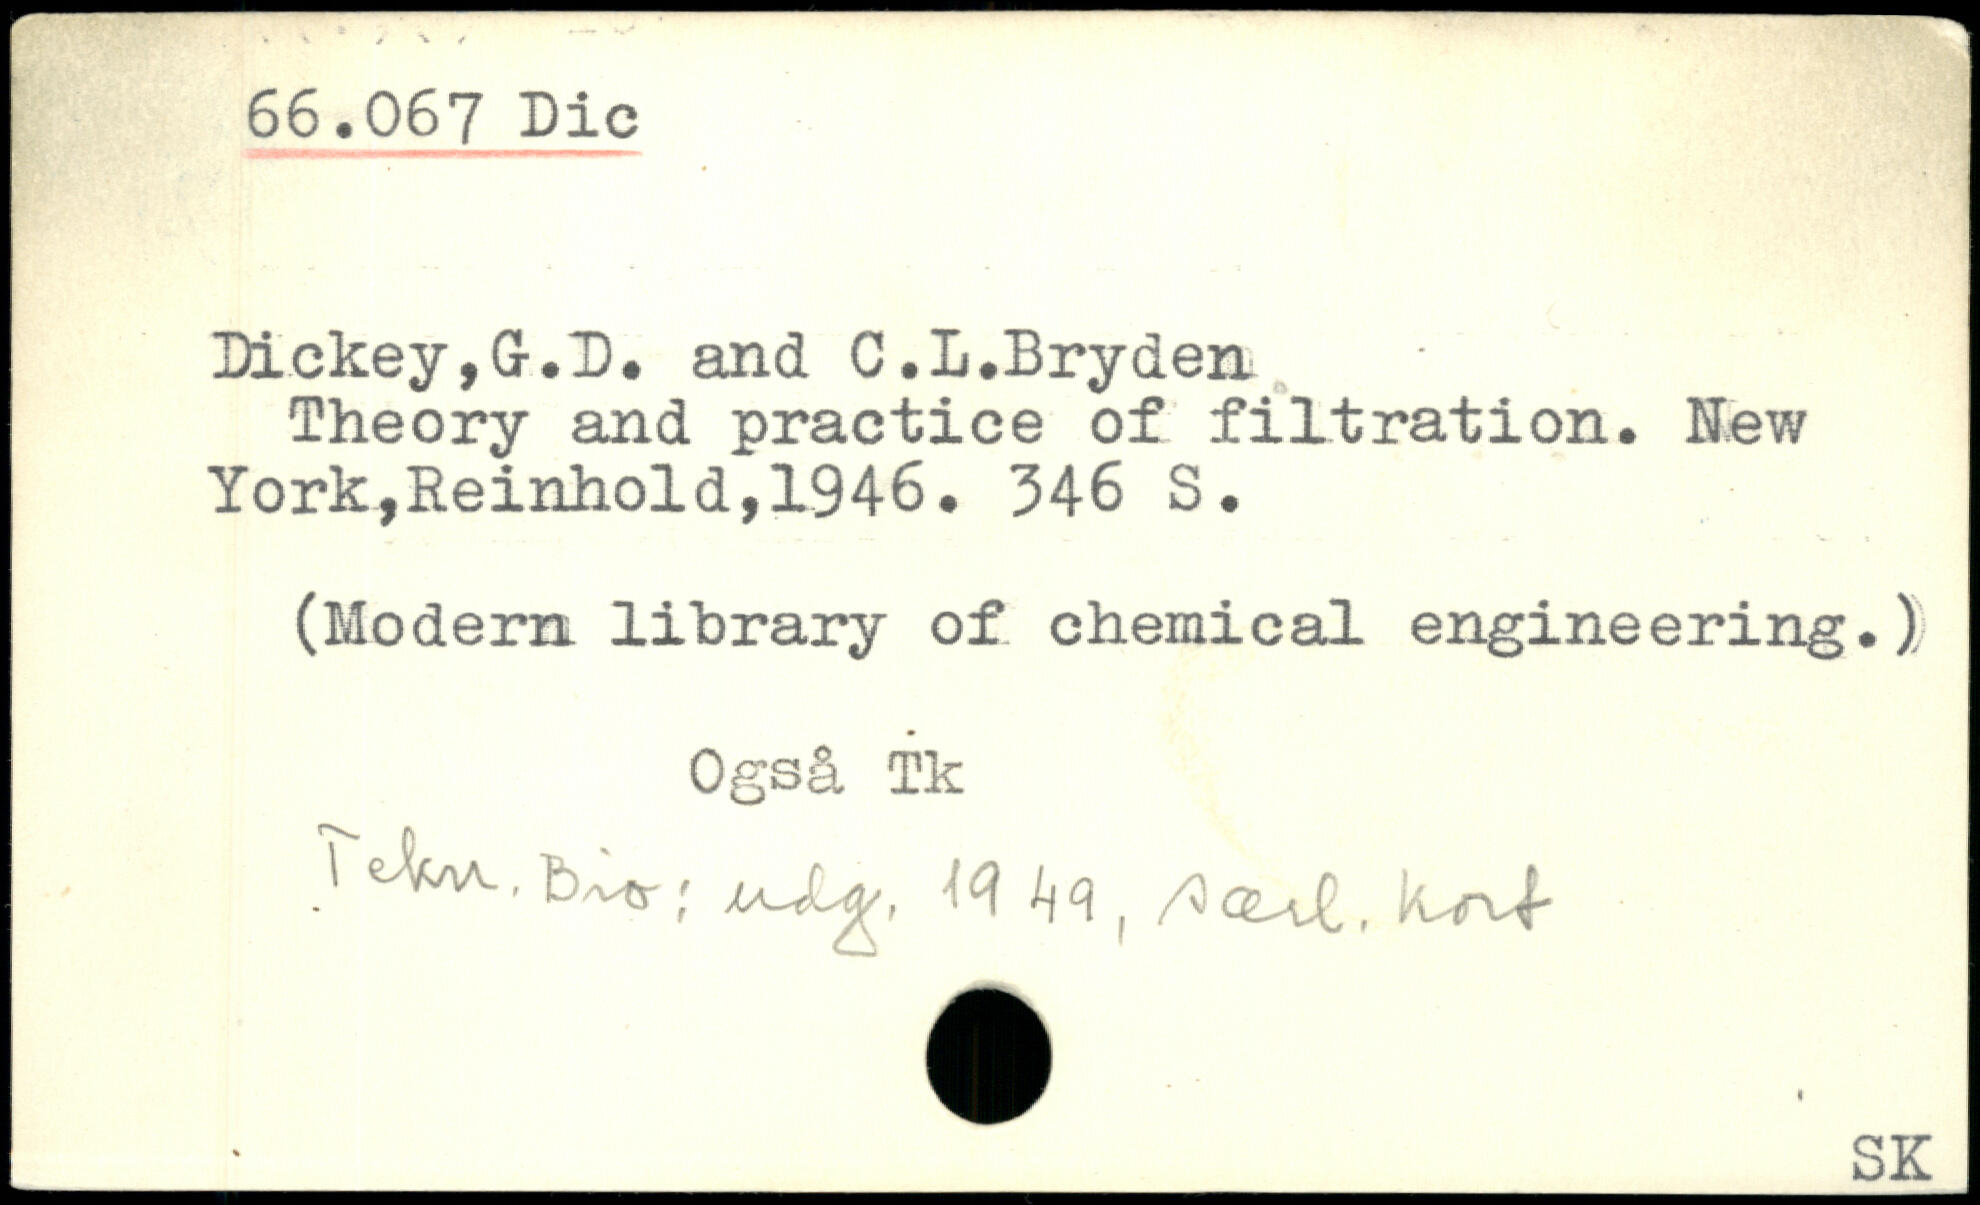 66.067 Dic
Dickey,G.D. and C.L.Bryden
Theory and practice of filtration. New
York,Reinhold,1946. 346 S.
(Modern library of chemical engineering.)
Også Tk
Tekn. Bio: udg. 1949, særl. kort
SK